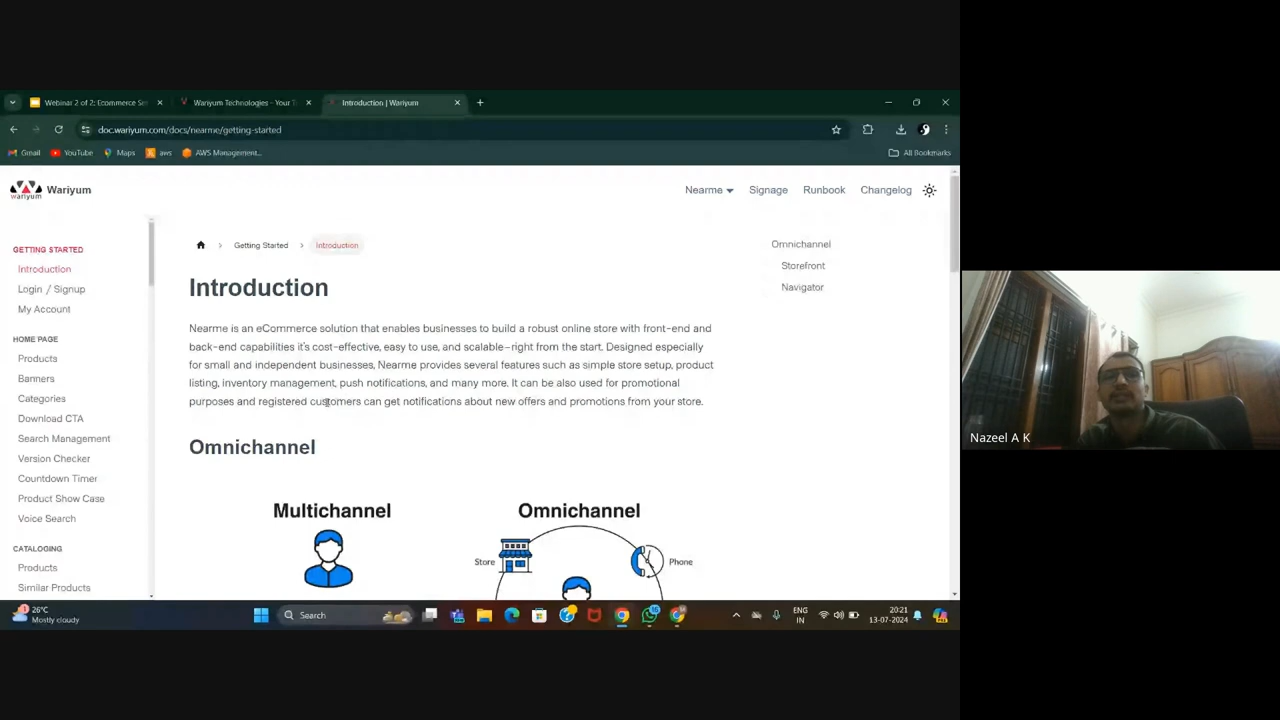 Webinar 2 of 2: Ecommerce Se
Wariyum Technologies - Your T
Introduction | Wariyum
doc.wariyum.com/docs/nearme/getting-started
Gmail
YouTube
Maps
aws
AWS Management...
All Bookmarks
wariyum
Wariyum
Nearme
Signage
Runbook
Changelog
GETTING STARTED
Introduction
Login / Signup
My Account
HOME PAGE
Products
Banners
Categories
Download CTA
Search Management
Version Checker
Countdown Timer
Product Show Case
Voice Search
CATALOGING
Products
Similar Products
Getting Started
Introduction
Introduction
Nearme is an eCommerce solution that enables businesses to build a robust online store with front-end and
back-end capabilities it's cost-effective, easy to use, and scalable-right from the start. Designed especially
for small and independent businesses, Nearme provides several features such as simple store setup, product
listing, inventory management, push notifications, and many more. It can be also used for promotional
purposes and registered customers can get notifications about new offers and promotions from your store.
Omnichannel
Multichannel
Omnichannel
Store
Phone
Omnichannel
Storefront
Navigator
Nazeel A K
1
26°C
Mostly cloudy
Search
ENG
IN
20:21
13-07-2024